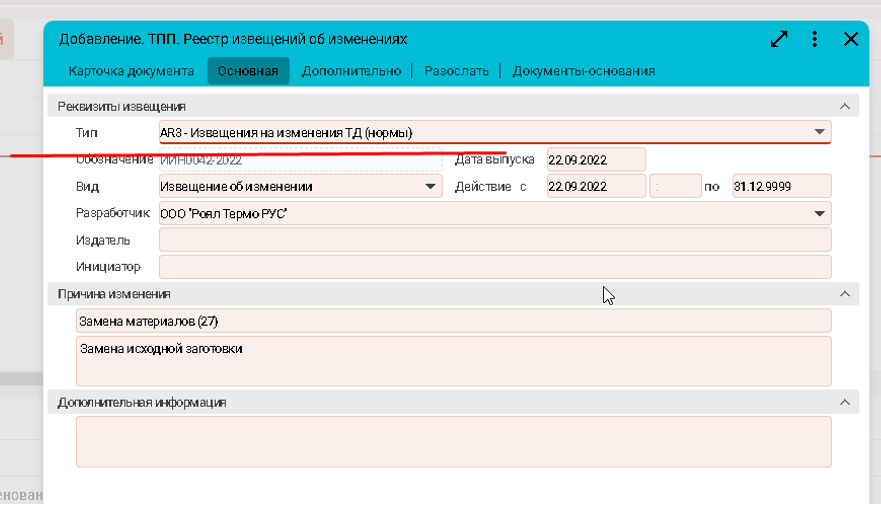 й
Добавление. ТПП. Реестр извещений об изменениях
Карточка документа Основная Дополнительно | Разослать | Документы-основания
Реквизиты извещения
Тип AR3 - Извещения на изменения ТД (нормы)
Обозначение ИИН0042-2022 Дата выпуска 22.09.2022
Вид Извещение об изменении Действие с 22.09.2022 : по 31.12.9999
Разработчик ООО "Роял Термо РУС"
Издатель
Инициатор
Причина изменения
Замена материалов (27)
Замена исходной заготовки
Дополнительная информация
енован